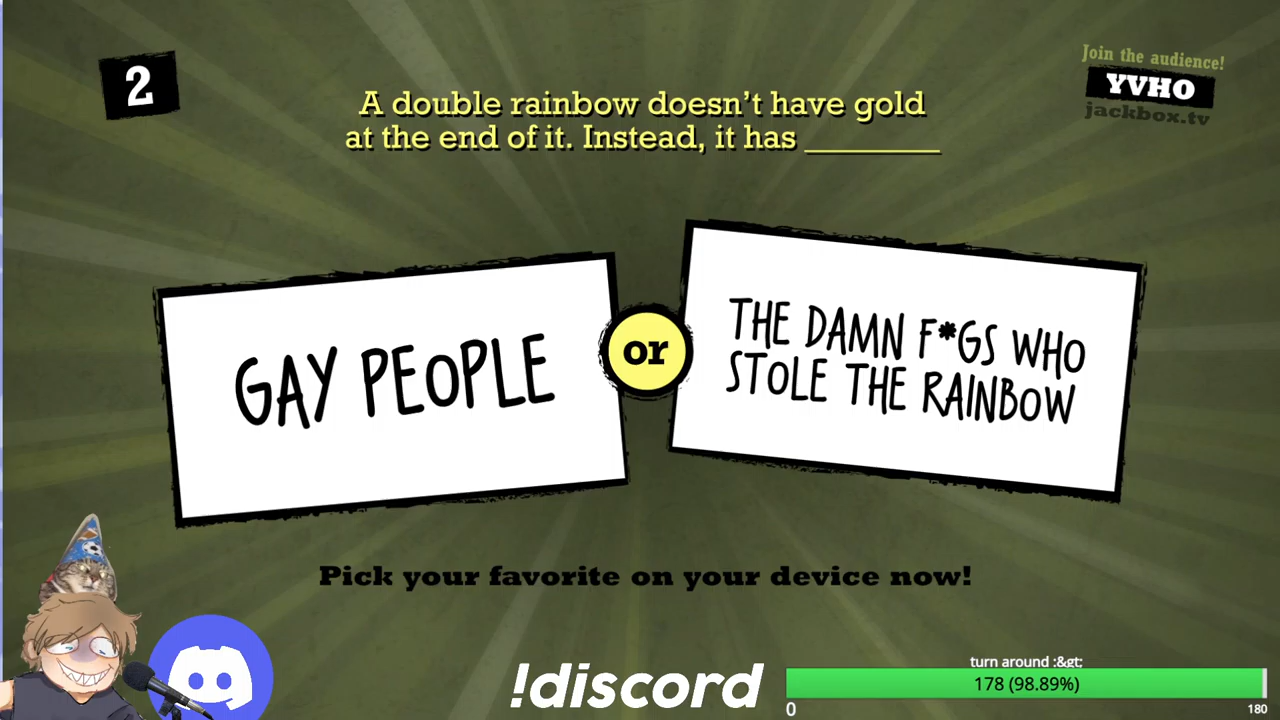 2
Join the audience!
YVHO
jackbox.tv
A double rainbow doesn't have gold
at the end of it. Instead, it has ________
GAY PEOPLE
or
THE DAMN F*GS WHO
STOLE THE RAINBOW
Pick your favorite on your device now!
!discord
turn around :&gt;
178 (98.89%)
0
180